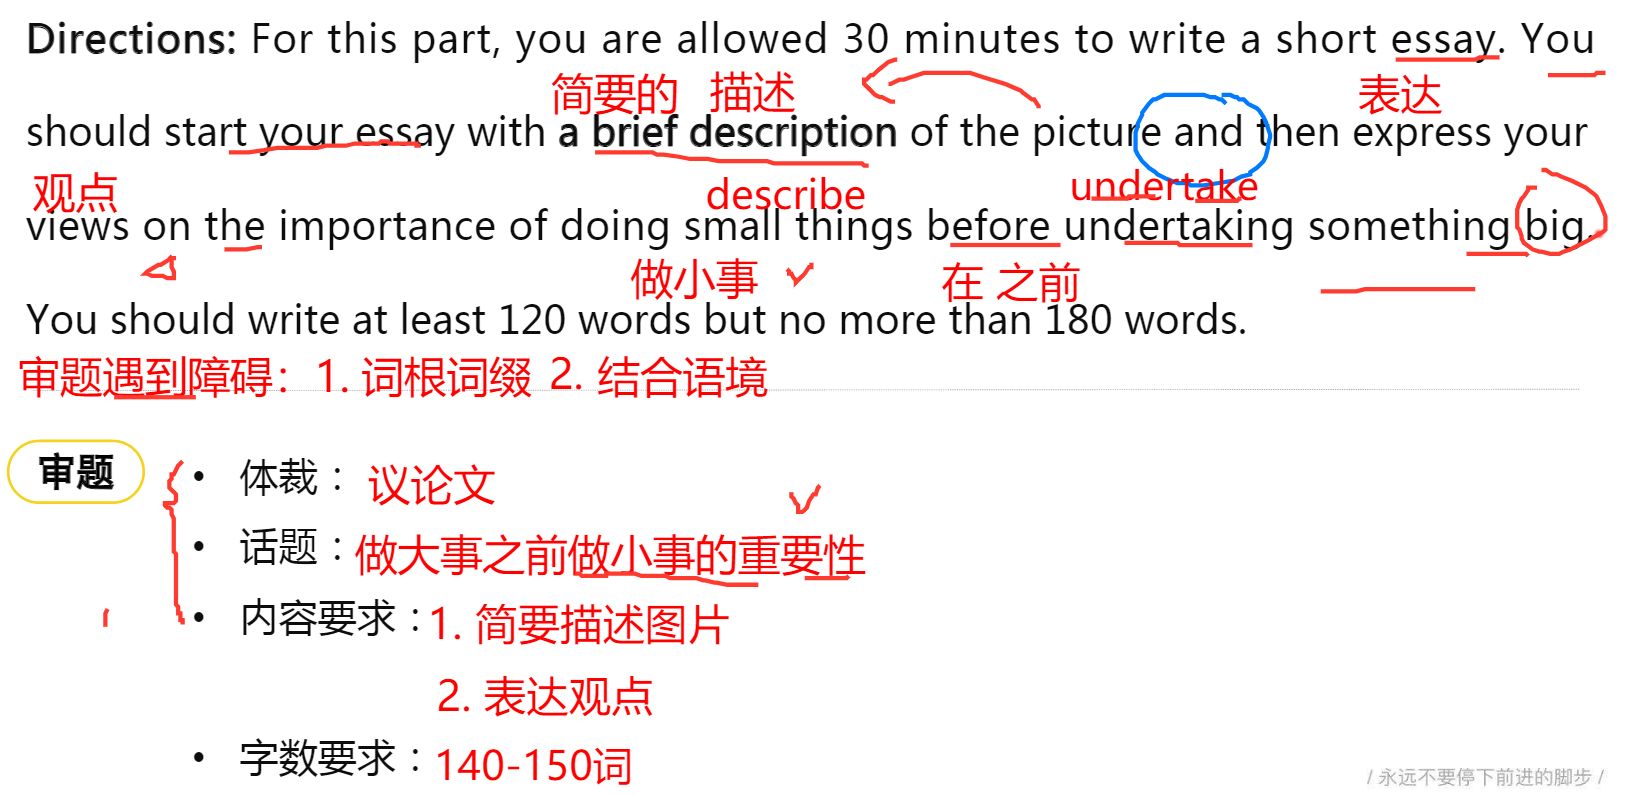 Directions: For this part, you are allowed 30 minutes to write a short essay. You
简要的 描述 表达
should start your essay with a brief description of the picture and then express your
观点 describe undertake
views on the importance of doing small things before undertaking something big.
做小事 在 之前
You should write at least 120 words but no more than 180 words.
审题遇到障碍：1. 词根词缀 2. 结合语境
审题
• 体裁：议论文
• 话题：做大事之前做小事的重要性
• 内容要求：1. 简要描述图片
2. 表达观点
• 字数要求：140-150词
/ 永远不要停下前进的脚步 /